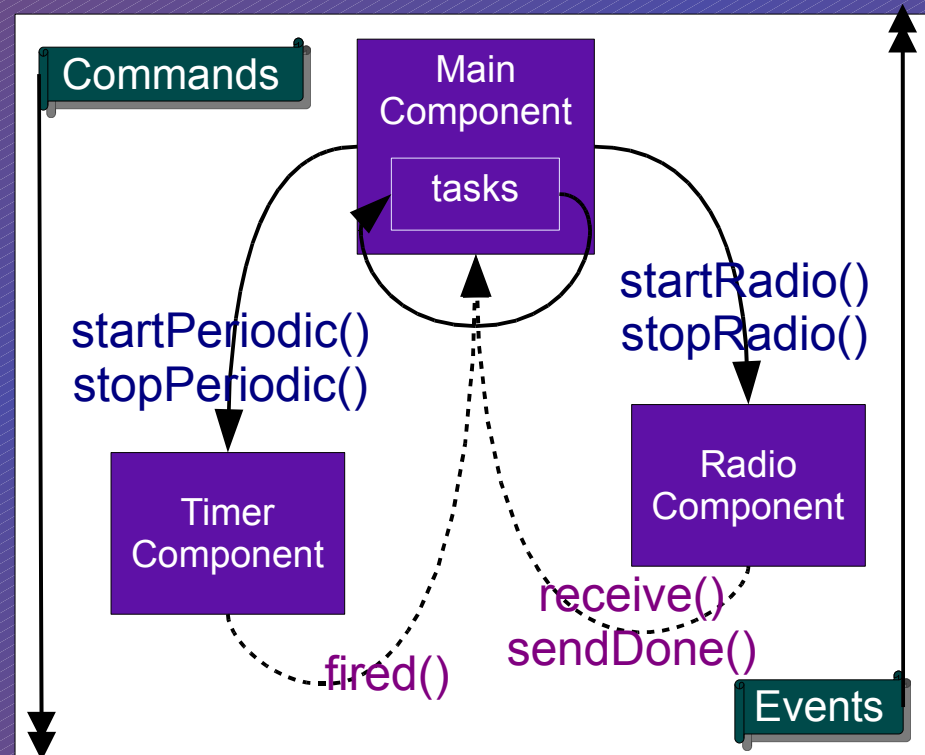 Commands
Main
Component
tasks
startRadio()
stopRadio()
startPeriodic()
stopPeriodic()
Timer
Component
Radio
Component
receive()
sendDone()
fired()
Events